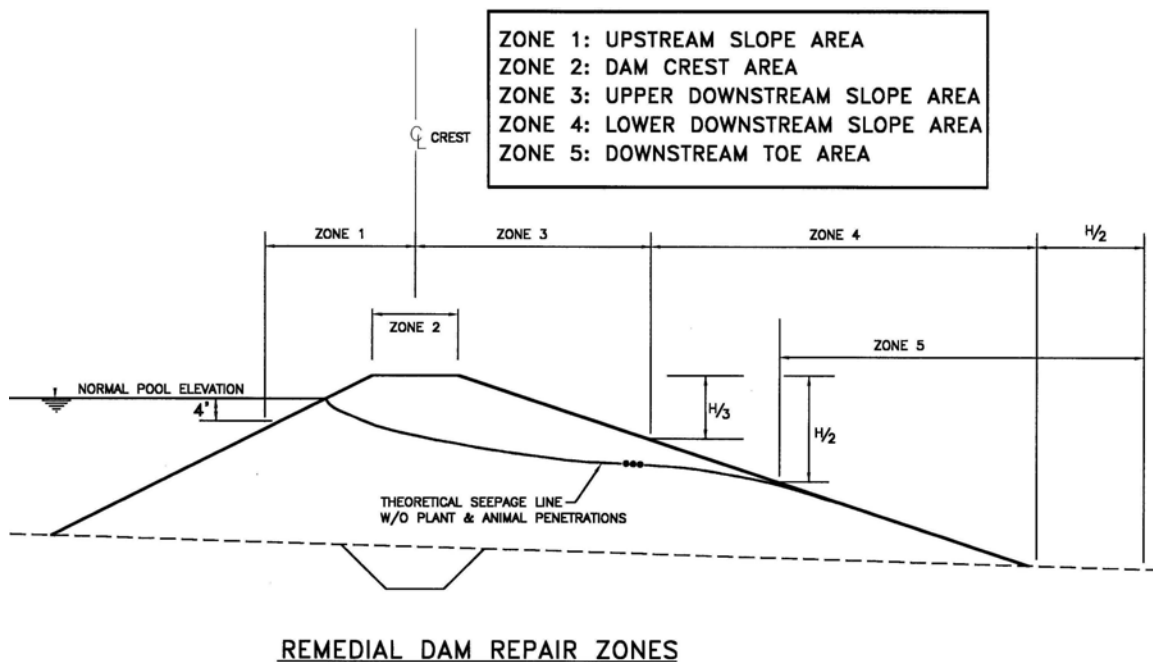 ZONE 1: UPSTREAM SLOPE AREA
ZONE 2: DAM CREST AREA
ZONE 3: UPPER DOWNSTREAM SLOPE AREA
ZONE 4: LOWER DOWNSTREAM SLOPE AREA
ZONE 5: DOWNSTREAM TOE AREA
℄ CREST
ZONE 1
ZONE 3
ZONE 4
H/2
ZONE 2
ZONE 5
NORMAL POOL ELEVATION
4'
H/3
H/2
THEORETICAL SEEPAGE LINE
W/O PLANT & ANIMAL PENETRATIONS
REMEDIAL DAM REPAIR ZONES